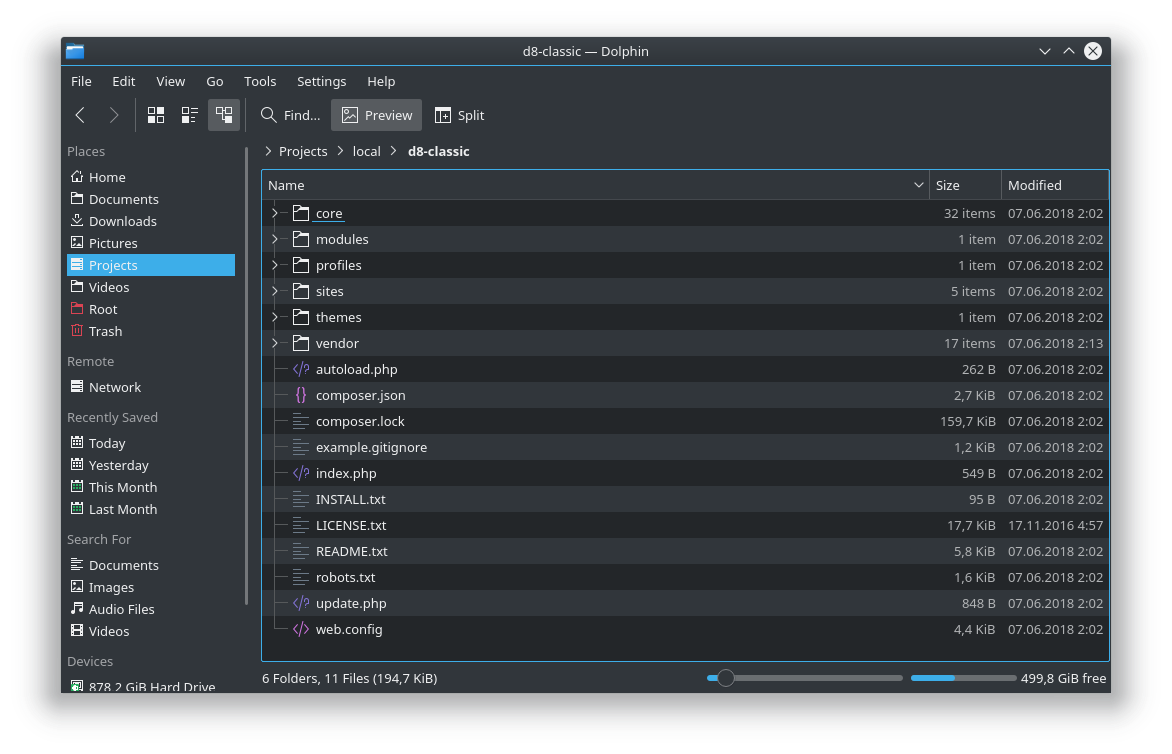 d8-classic — Dolphin
File Edit View Go Tools Settings Help
Find... Preview Split
Places
Home
Documents
Downloads
Pictures
Projects
Videos
Root
Trash
Remote
Network
Recently Saved
Today
Yesterday
This Month
Last Month
Search For
Documents
Images
Audio Files
Videos
Devices
878,2 GiB Hard Drive
Projects local d8-classic
Name Size Modified
core 32 items 07.06.2018 2:02
modules 1 item 07.06.2018 2:02
profiles 1 item 07.06.2018 2:02
sites 5 items 07.06.2018 2:02
themes 1 item 07.06.2018 2:02
vendor 17 items 07.06.2018 2:13
autoload.php 262 B 07.06.2018 2:02
composer.json 2,7 KiB 07.06.2018 2:02
composer.lock 159,7 KiB 07.06.2018 2:02
example.gitignore 1,2 KiB 07.06.2018 2:02
index.php 549 B 07.06.2018 2:02
INSTALL.txt 95 B 07.06.2018 2:02
LICENSE.txt 17,7 KiB 17.11.2016 4:57
README.txt 5,8 KiB 07.06.2018 2:02
robots.txt 1,6 KiB 07.06.2018 2:02
update.php 848 B 07.06.2018 2:02
web.config 4,4 KiB 07.06.2018 2:02
6 Folders, 11 Files (194,7 KiB) 499,8 GiB free